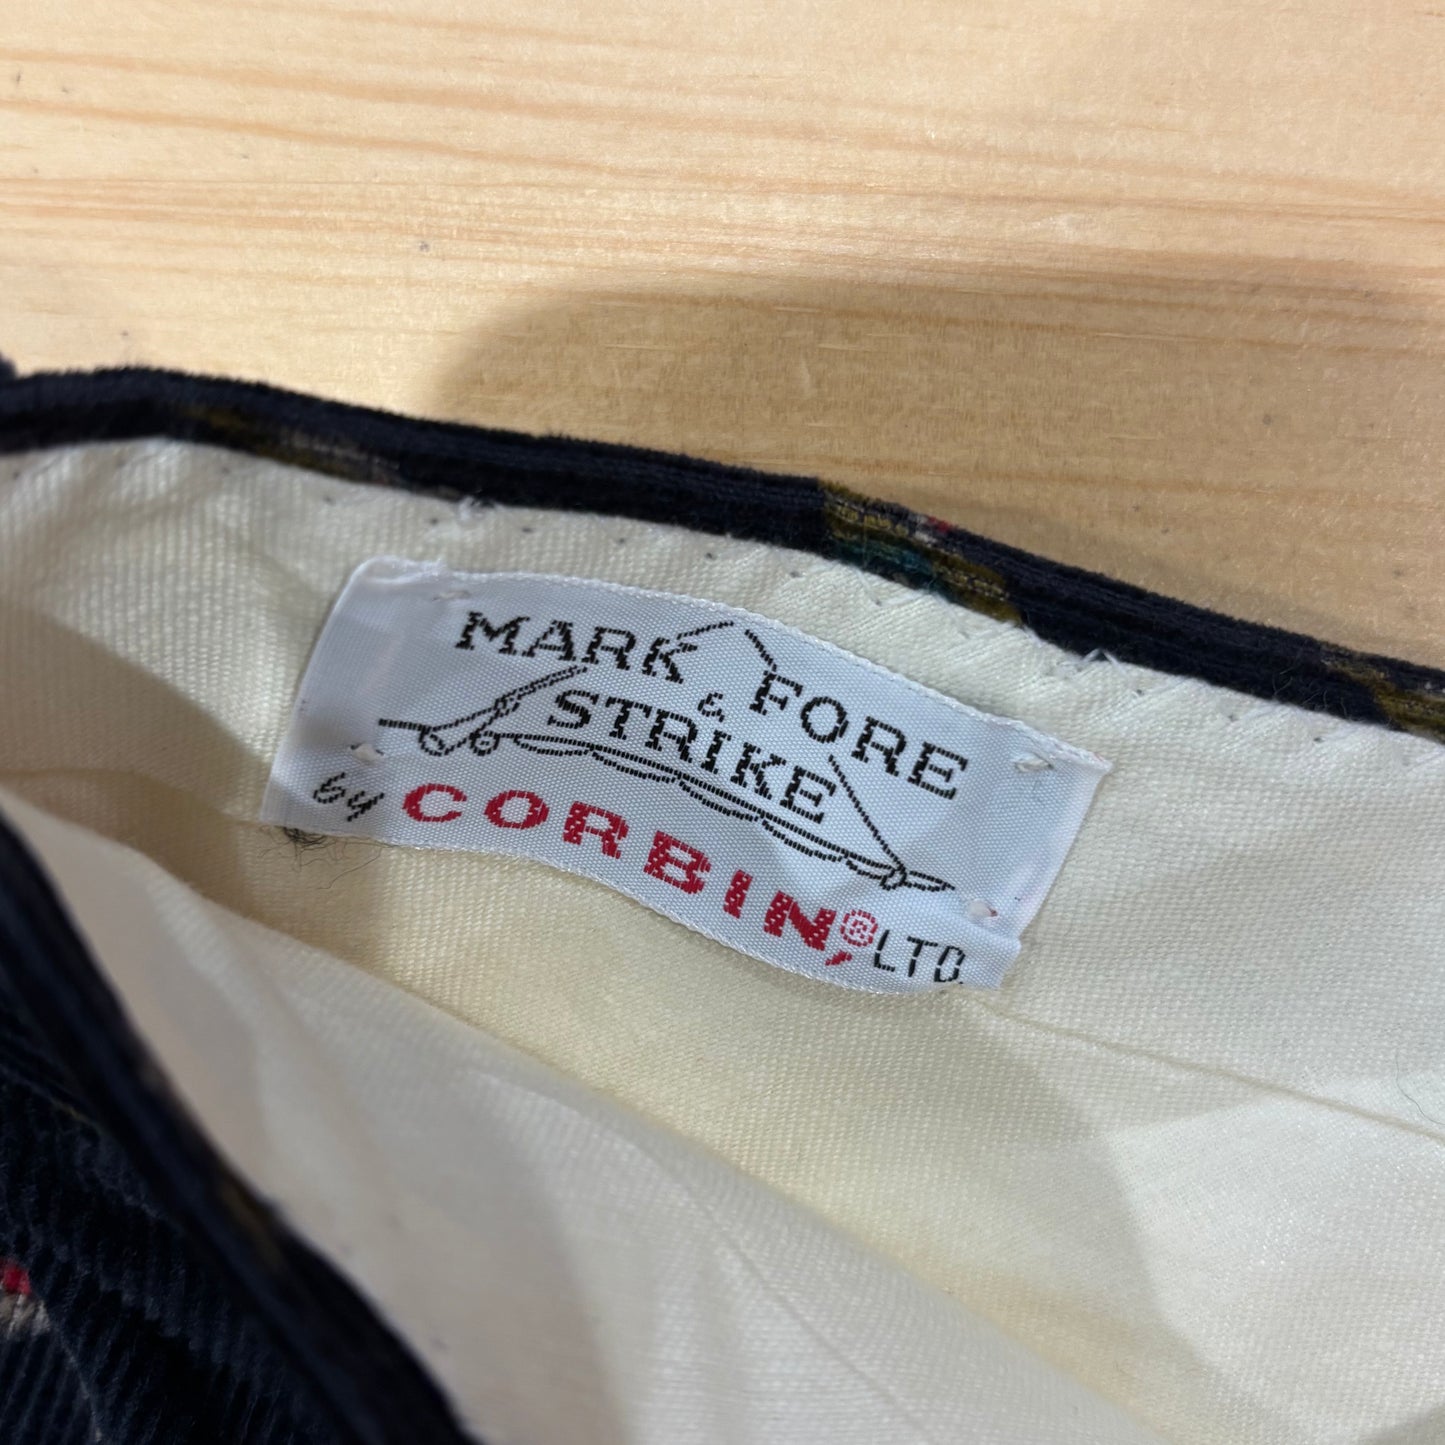 MARK & FORE
STRIKE
by CORBIN,® LTD.